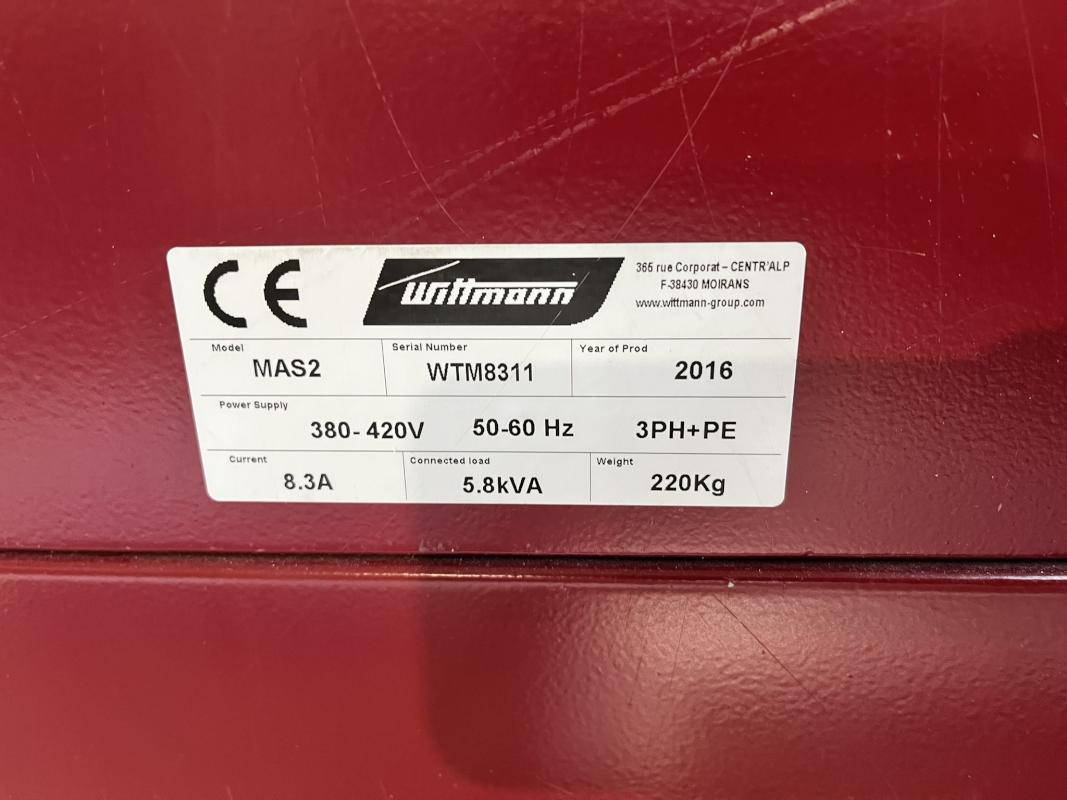 CE
Wittmann
365 rue Corporat – CENTR'ALP
F-38430 MOIRANS
www.wittmann-group.com
Model
MAS2
Serial Number
WTM8311
Year of Prod
2016
Power Supply
380- 420V 50-60 Hz 3PH+PE
Current
8.3A
Connected load
5.8kVA
Weight
220Kg